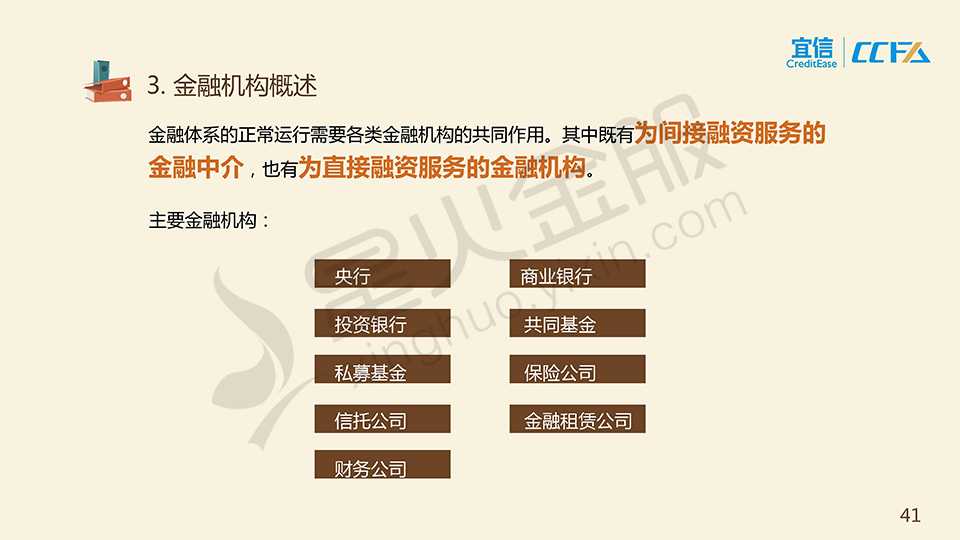 宜信
CreditEase
CCFA
3. 金融机构概述
金融体系的正常运行需要各类金融机构的共同作用。其中既有为间接融资服务的
金融中介，也有为直接融资服务的金融机构。
主要金融机构：
星火金服
xinghuo.yixin.com
央行
商业银行
投资银行
共同基金
私募基金
保险公司
信托公司
金融租赁公司
财务公司
41